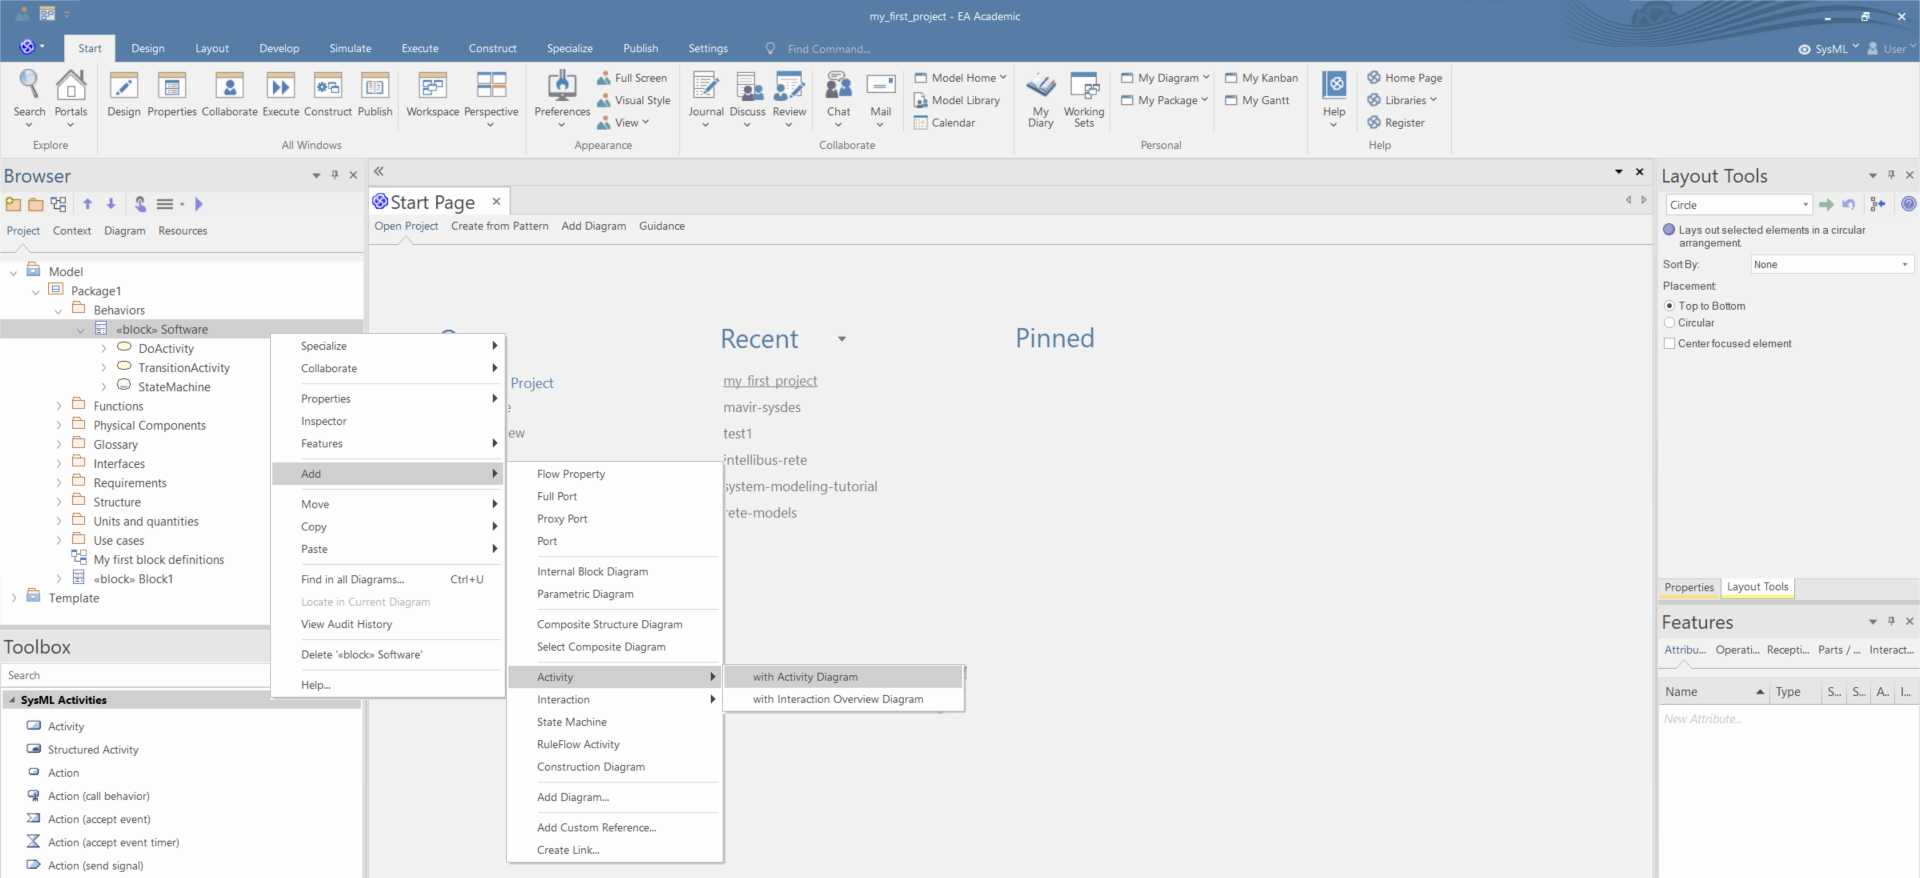 my_first_project - EA Academic
Start Design Layout Develop Simulate Execute Construct Specialize Publish Settings Find Command... SysML User
Search Portals Design Properties Collaborate Execute Construct Publish Workspace Perspective Preferences Full Screen Visual Style View Journal Discuss Review Chat Mail Model Home Model Library Calendar My Diary Working Sets My Diagram My Package My Kanban My Gantt Help Home Page Libraries Register
Explore All Windows Appearance Collaborate Personal Help
Browser
Project Context Diagram Resources
Model
Package1
Behaviors
«block» Software
DoActivity
TransitionActivity
StateMachine
Functions
Physical Components
Glossary
Interfaces
Requirements
Structure
Units and quantities
Use cases
My first block definitions
«block» Block1
Template
Toolbox
Search
SysML Activities
Activity
Structured Activity
Action
Action (call behavior)
Action (accept event)
Action (accept event timer)
Action (send signal)
Start Page
Open Project Create from Pattern Add Diagram Guidance
Project
ew
Recent
my_first_project
mavir-sysdes
test1
intellibus-rete
system-modeling-tutorial
rete-models
Pinned
Specialize
Collaborate
Properties
Inspector
Features
Add
Move
Copy
Paste
Find in all Diagrams... Ctrl+U
Locate in Current Diagram
View Audit History
Delete '«block» Software'
Help...
Flow Property
Full Port
Proxy Port
Port
Internal Block Diagram
Parametric Diagram
Composite Structure Diagram
Select Composite Diagram
Activity
Interaction
State Machine
RuleFlow Activity
Construction Diagram
Add Diagram...
Add Custom Reference...
Create Link...
with Activity Diagram
with Interaction Overview Diagram
Layout Tools
Circle
Lays out selected elements in a circular
arrangement.
Sort By: None
Placement
Top to Bottom
Circular
Center focused element
Properties Layout Tools
Features
Attribu... Operati... Recepti... Parts / ... Interact...
Name Type S... S... A.. I...
New Attribute...